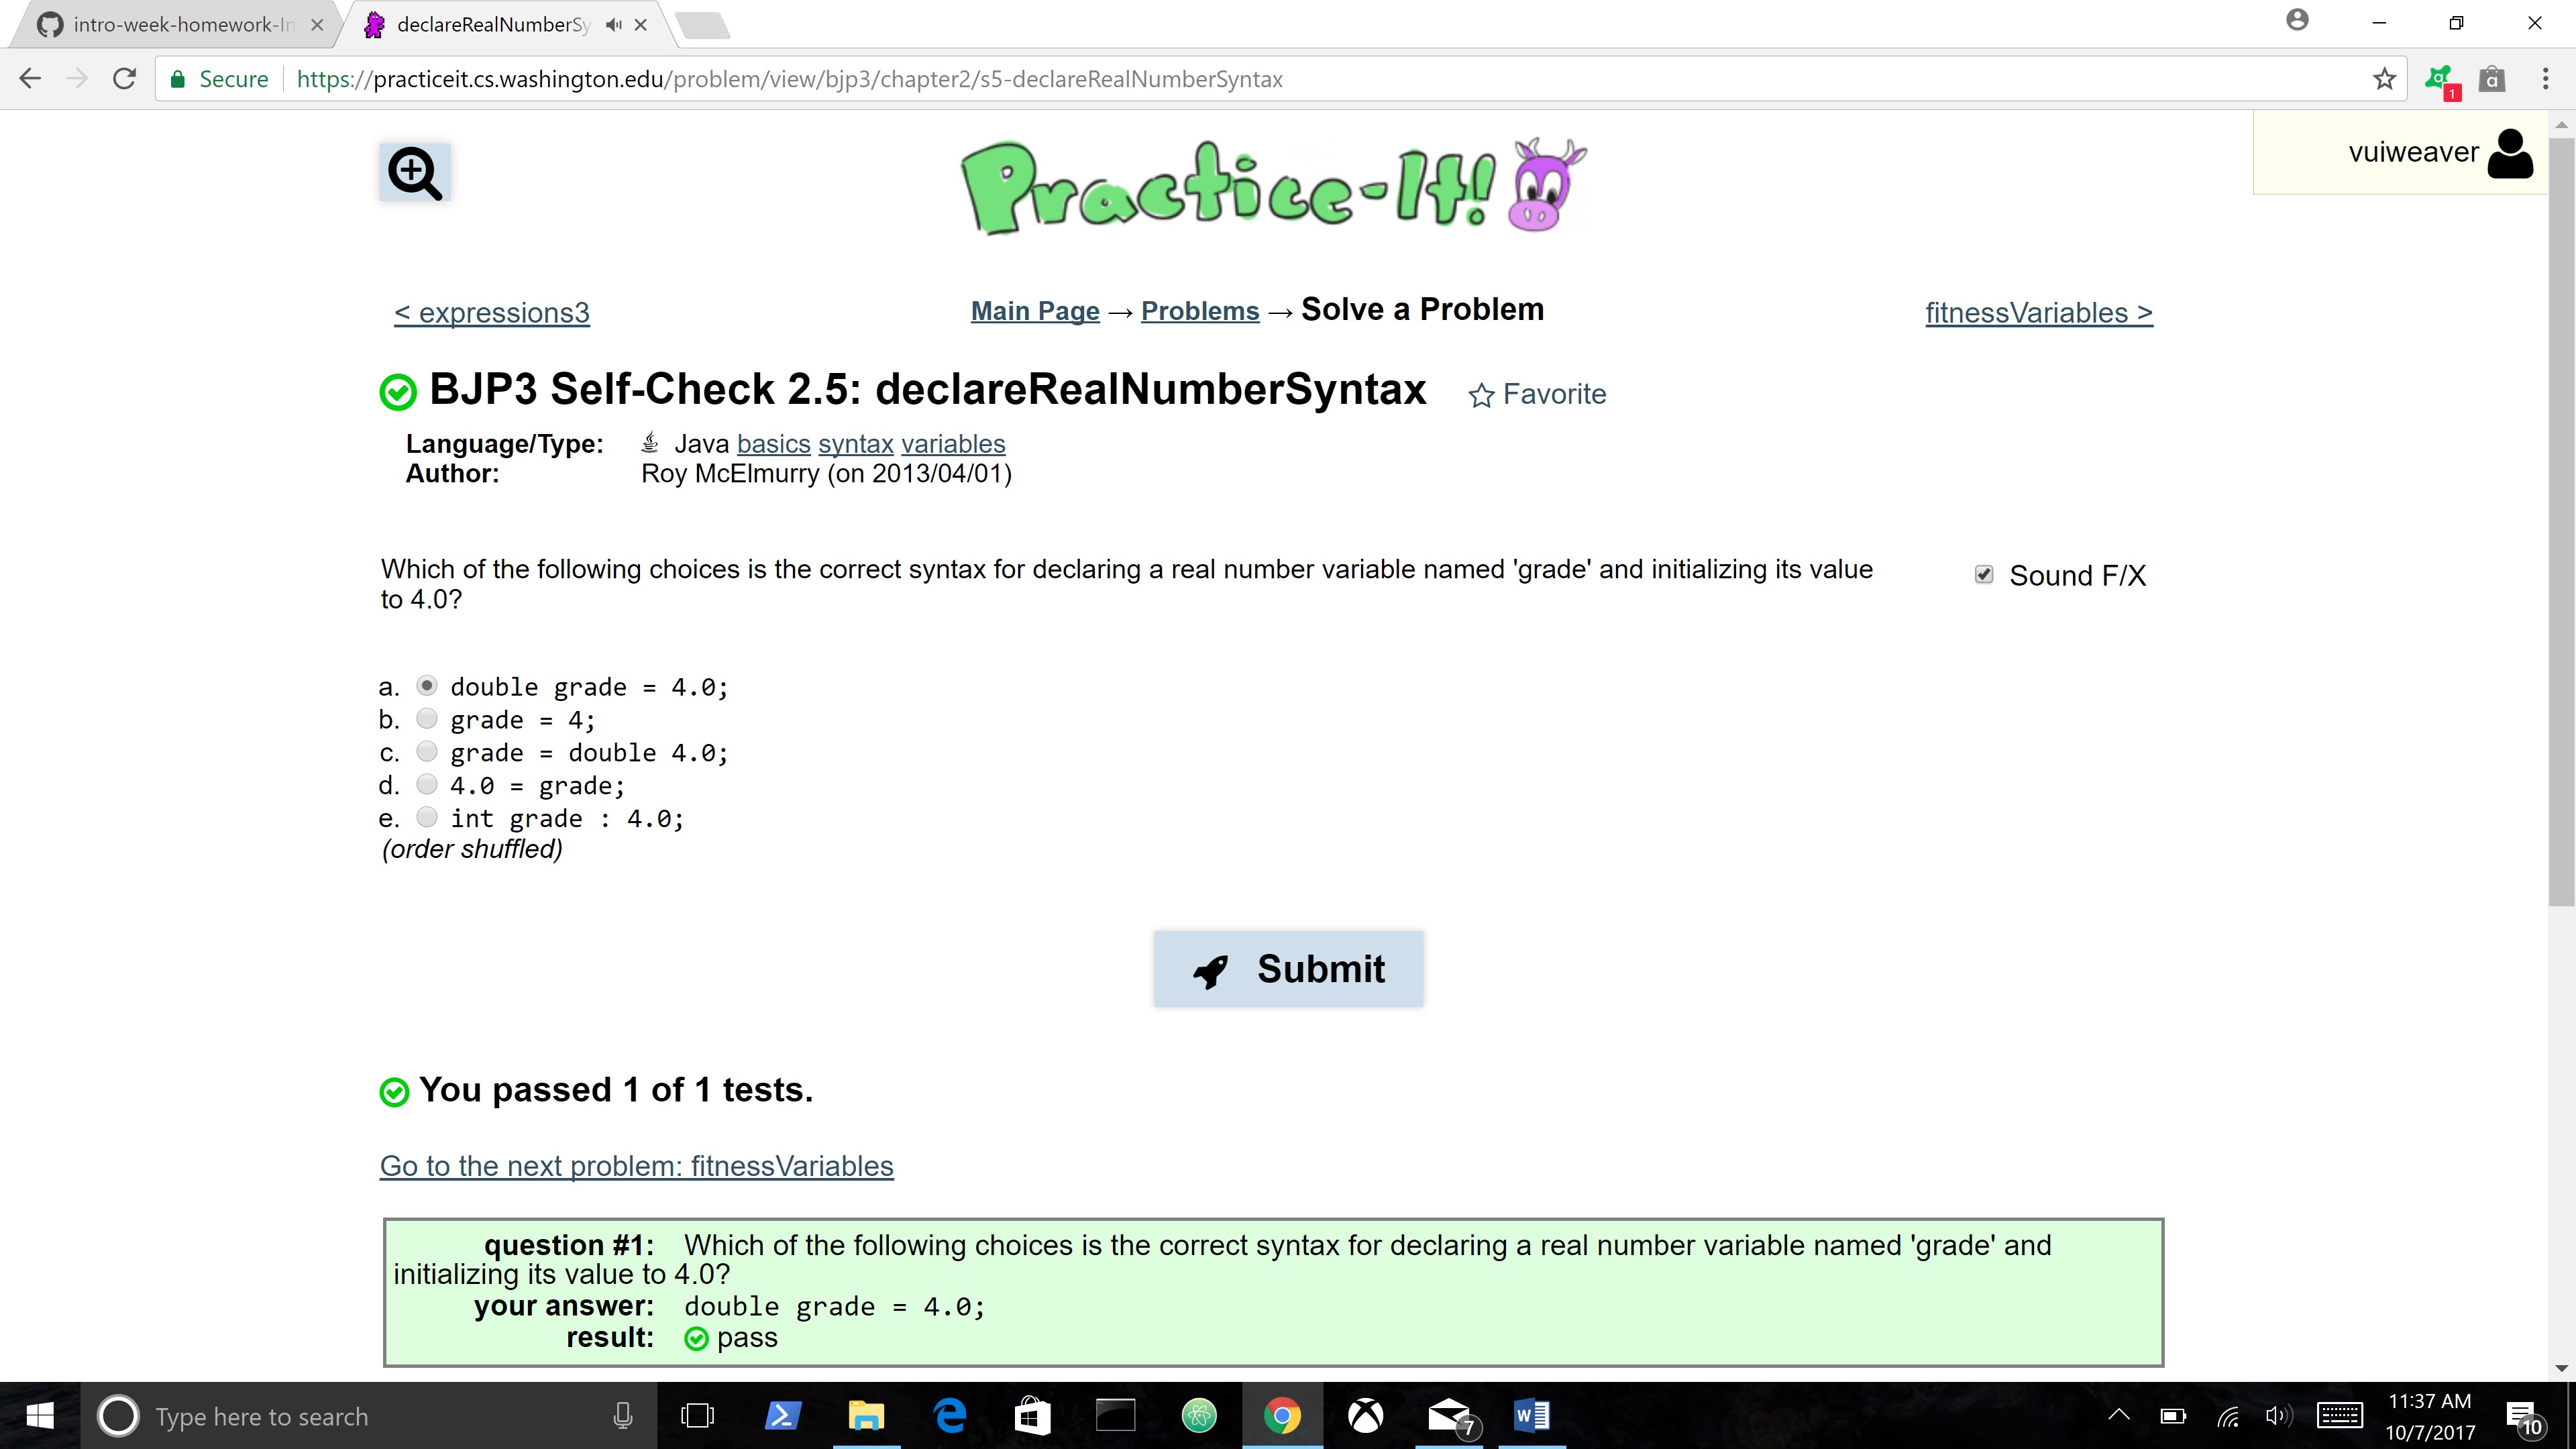 intro-week-homework-In
declareRealNumberSy
Secure https://practiceit.cs.washington.edu/problem/view/bjp3/chapter2/s5-declareRealNumberSyntax
a 1 a
Practice-It!
vuiweaver
< expressions3 Main Page → Problems → Solve a Problem fitnessVariables >
BJP3 Self-Check 2.5: declareRealNumberSyntax Favorite
Language/Type: Java basics syntax variables
Author: Roy McElmurry (on 2013/04/01)
Which of the following choices is the correct syntax for declaring a real number variable named 'grade' and initializing its value
to 4.0?
Sound F/X
a. double grade = 4.0;
b. grade = 4;
c. grade = double 4.0;
d. 4.0 = grade;
e. int grade : 4.0;
(order shuffled)
Submit
You passed 1 of 1 tests.
Go to the next problem: fitnessVariables
question #1: Which of the following choices is the correct syntax for declaring a real number variable named 'grade' and
initializing its value to 4.0?
your answer: double grade = 4.0;
result: pass
Type here to search
7
W
11:37 AM
10/7/2017
10